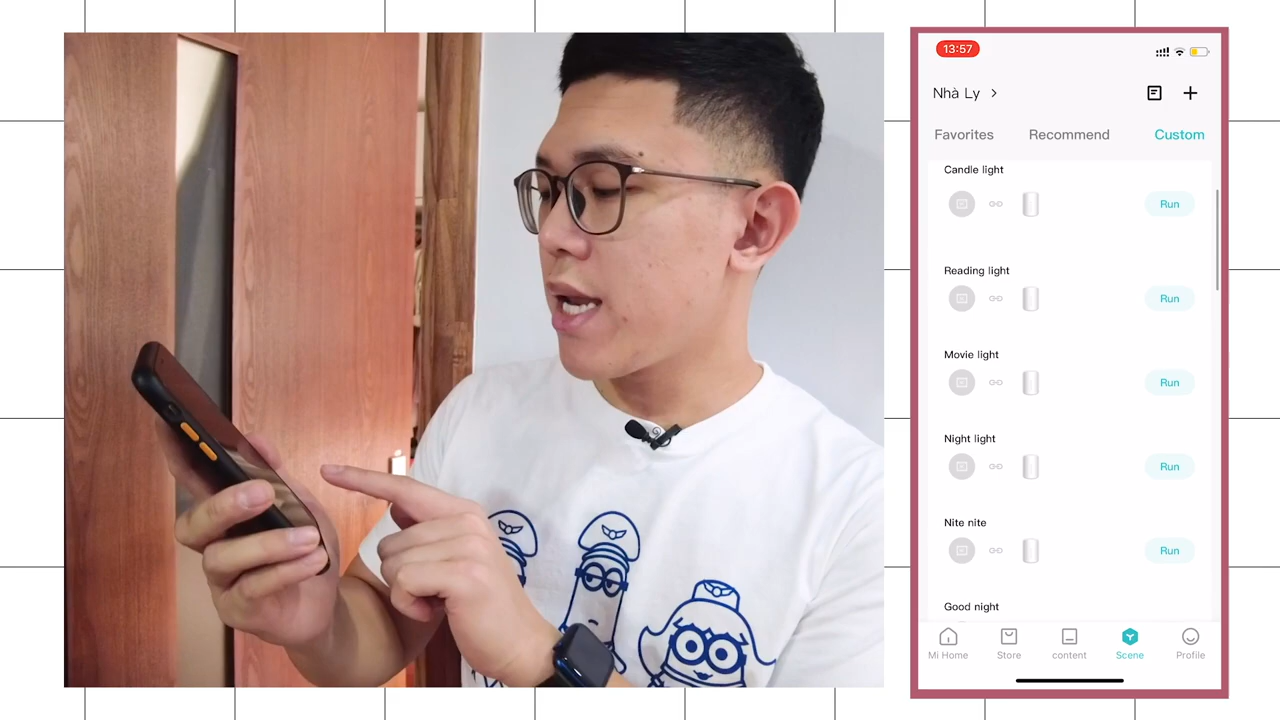 13:57
Nhà Ly
Favorites Recommend Custom
Candle light
Run
Reading light
Run
Movie light
Run
Night light
Run
Nite nite
Run
Good night
Mi Home Store content Scene Profile